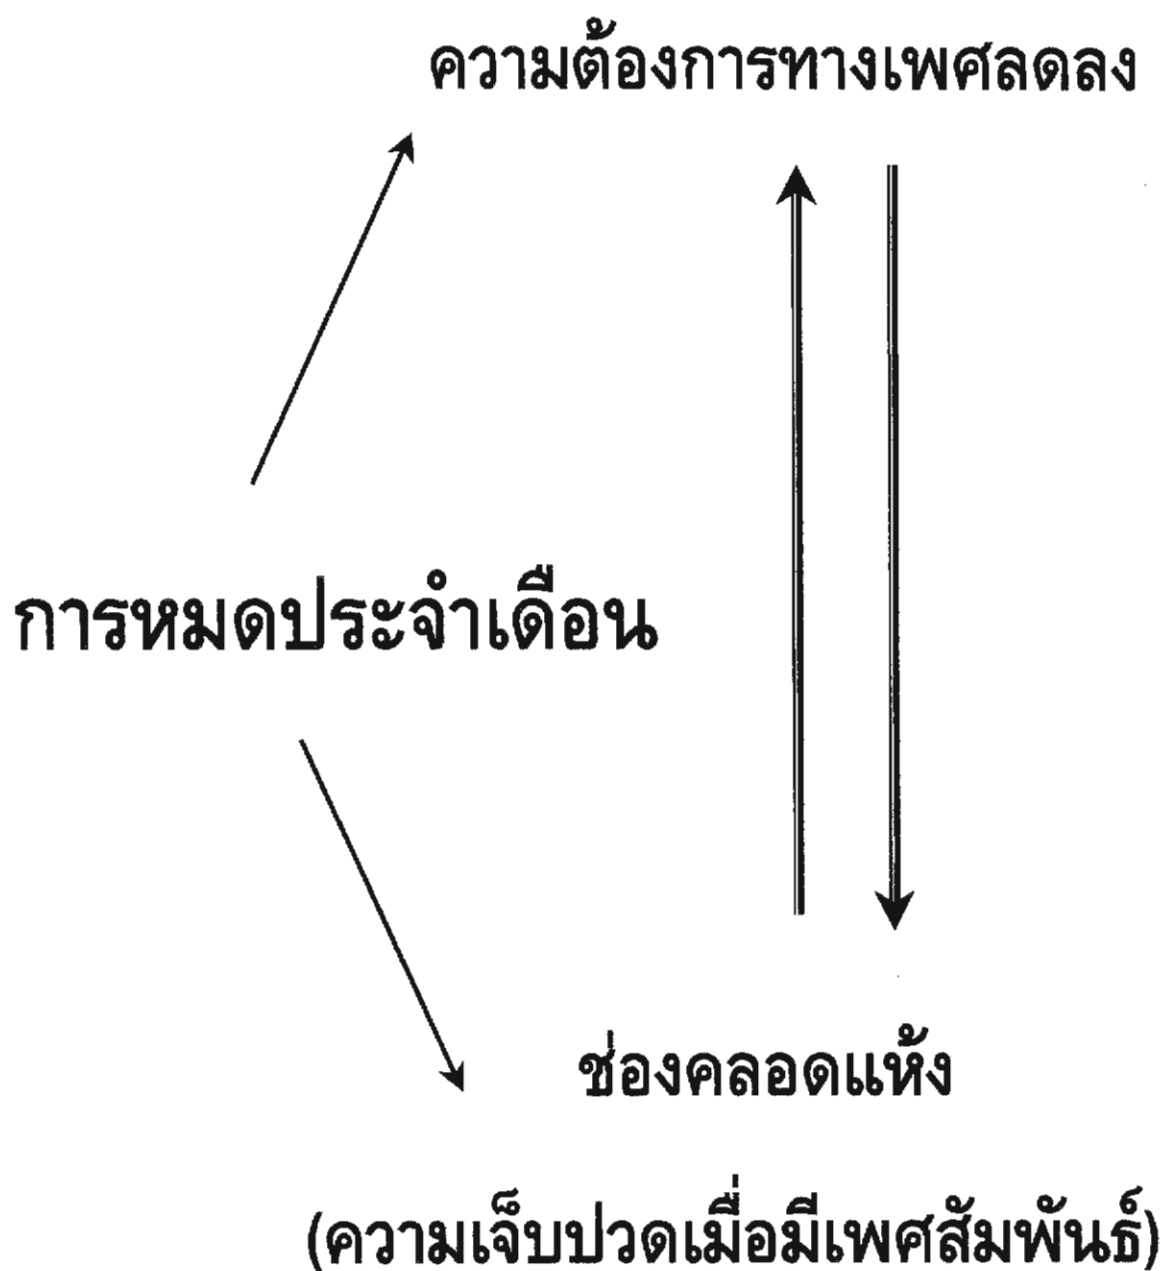 ความต้องการทางเพศลดลง
การหมดประจำเดือน
ช่องคลอดแห้ง
(ความเจ็บปวดเมื่อมีเพศสัมพันธ์)